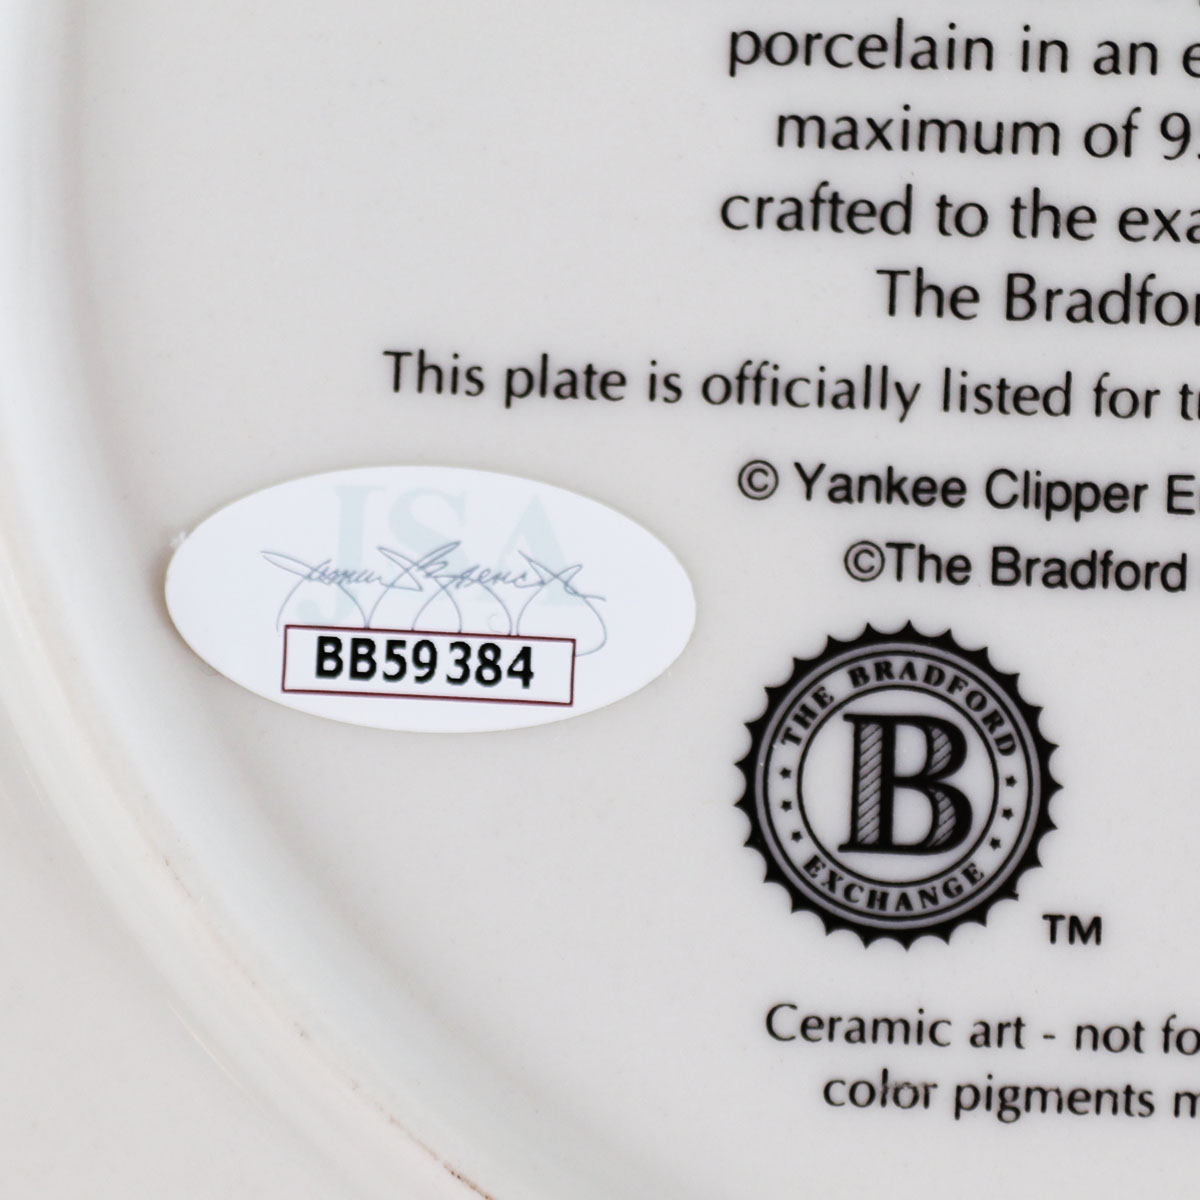 porcelain in an e
maximum of 9
crafted to the exa
The Bradfor
This plate is officially listed for tr
© Yankee Clipper E
©The Bradford
JSA
BB59384
THE BRADFORD
B
EXCHANGE
TM
Ceramic art - not fo
color pigments m